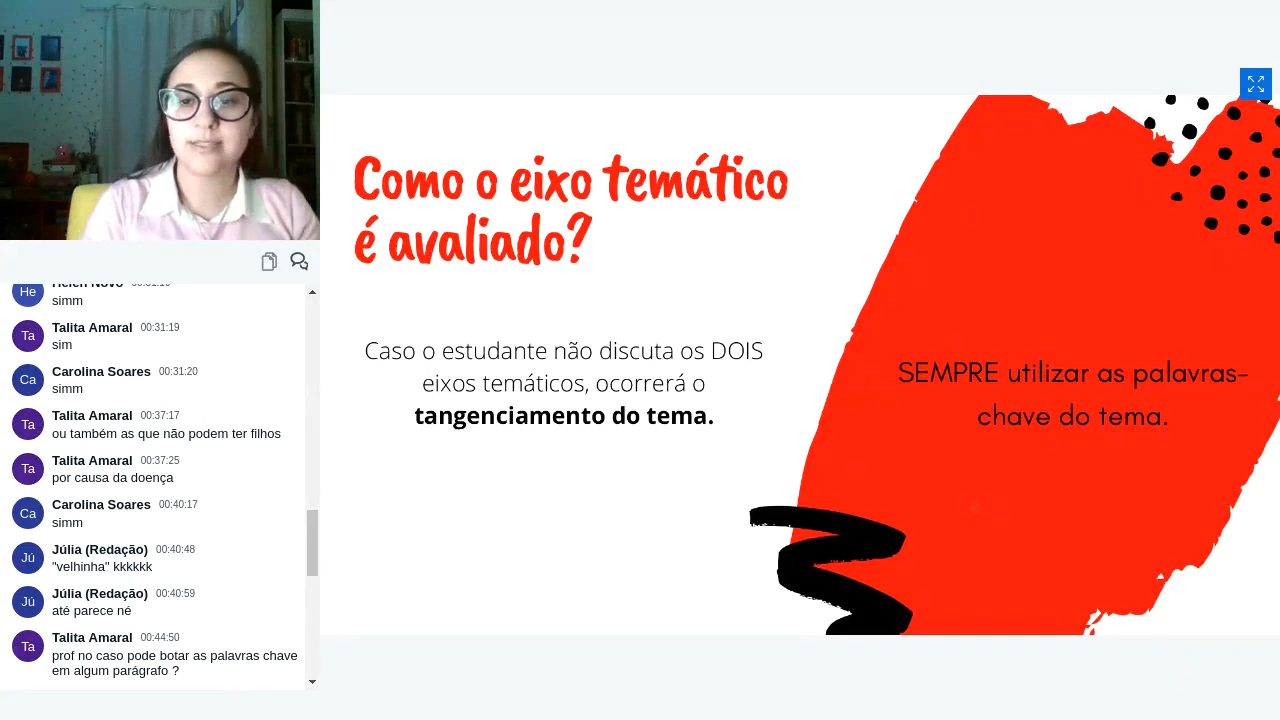 He
Helen Novo
simm
Ta
Talita Amaral 00:31:19
sim
Ca
Carolina Soares 00:31:20
simm
Ta
Talita Amaral 00:37:17
ou também as que não podem ter filhos
Ta
Talita Amaral 00:37:25
por causa da doença
Ca
Carolina Soares 00:40:17
simm
Jú
Júlia (Redação) 00:40:48
"velhinha" kkkkkk
Jú
Júlia (Redação) 00:40:59
até parece né
Ta
Talita Amaral 00:44:50
prof no caso pode botar as palavras chave
em algum parágrafo ?
Como o eixo temático
é avaliado?
Caso o estudante não discuta os DOIS
eixos temáticos, ocorrerá o
tangenciamento do tema.
SEMPRE utilizar as palavras-
chave do tema.